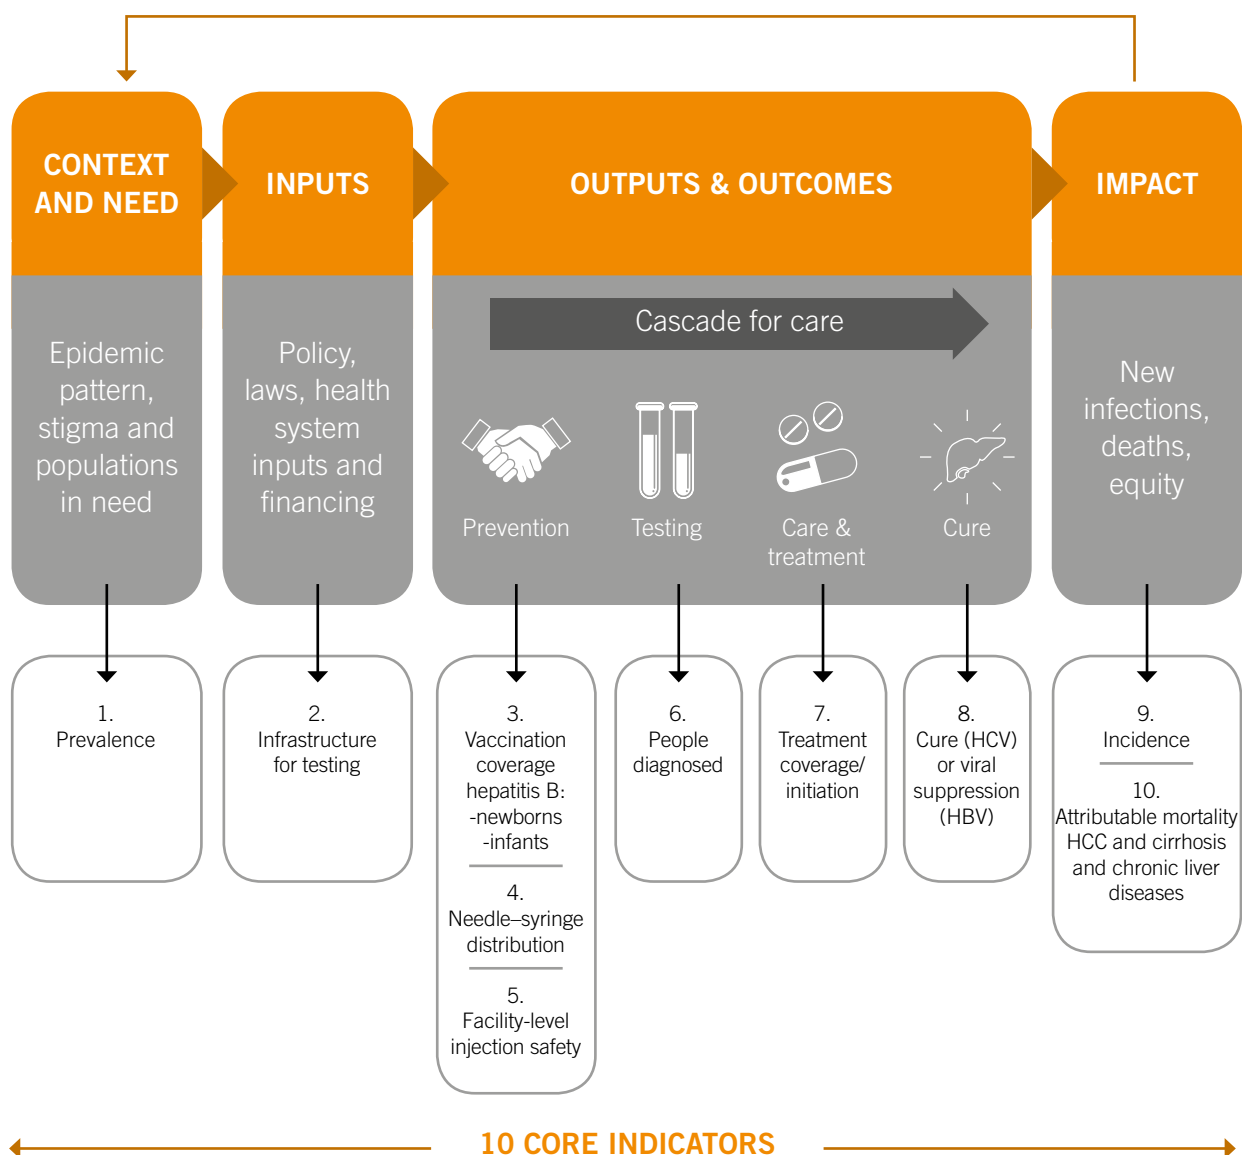 CONTEXT
AND NEED
INPUTS
OUTPUTS & OUTCOMES
IMPACT
Epidemic
pattern,
stigma and
populations
in need
Policy,
laws, health
system
inputs and
financing
Cascade for care
Prevention
Testing
Care &
treatment
Cure
New
infections,
deaths,
equity
1.
Prevalence
2.
Infrastructure
for testing
3.
Vaccination
coverage
hepatitis B:
-newborns
-infants
4.
Needle–syringe
distribution
5.
Facility-level
injection safety
6.
People
diagnosed
7.
Treatment
coverage/
initiation
8.
Cure (HCV)
or viral
suppression
(HBV)
9.
Incidence
10.
Attributable mortality
HCC and cirrhosis
and chronic liver
diseases
10 CORE INDICATORS